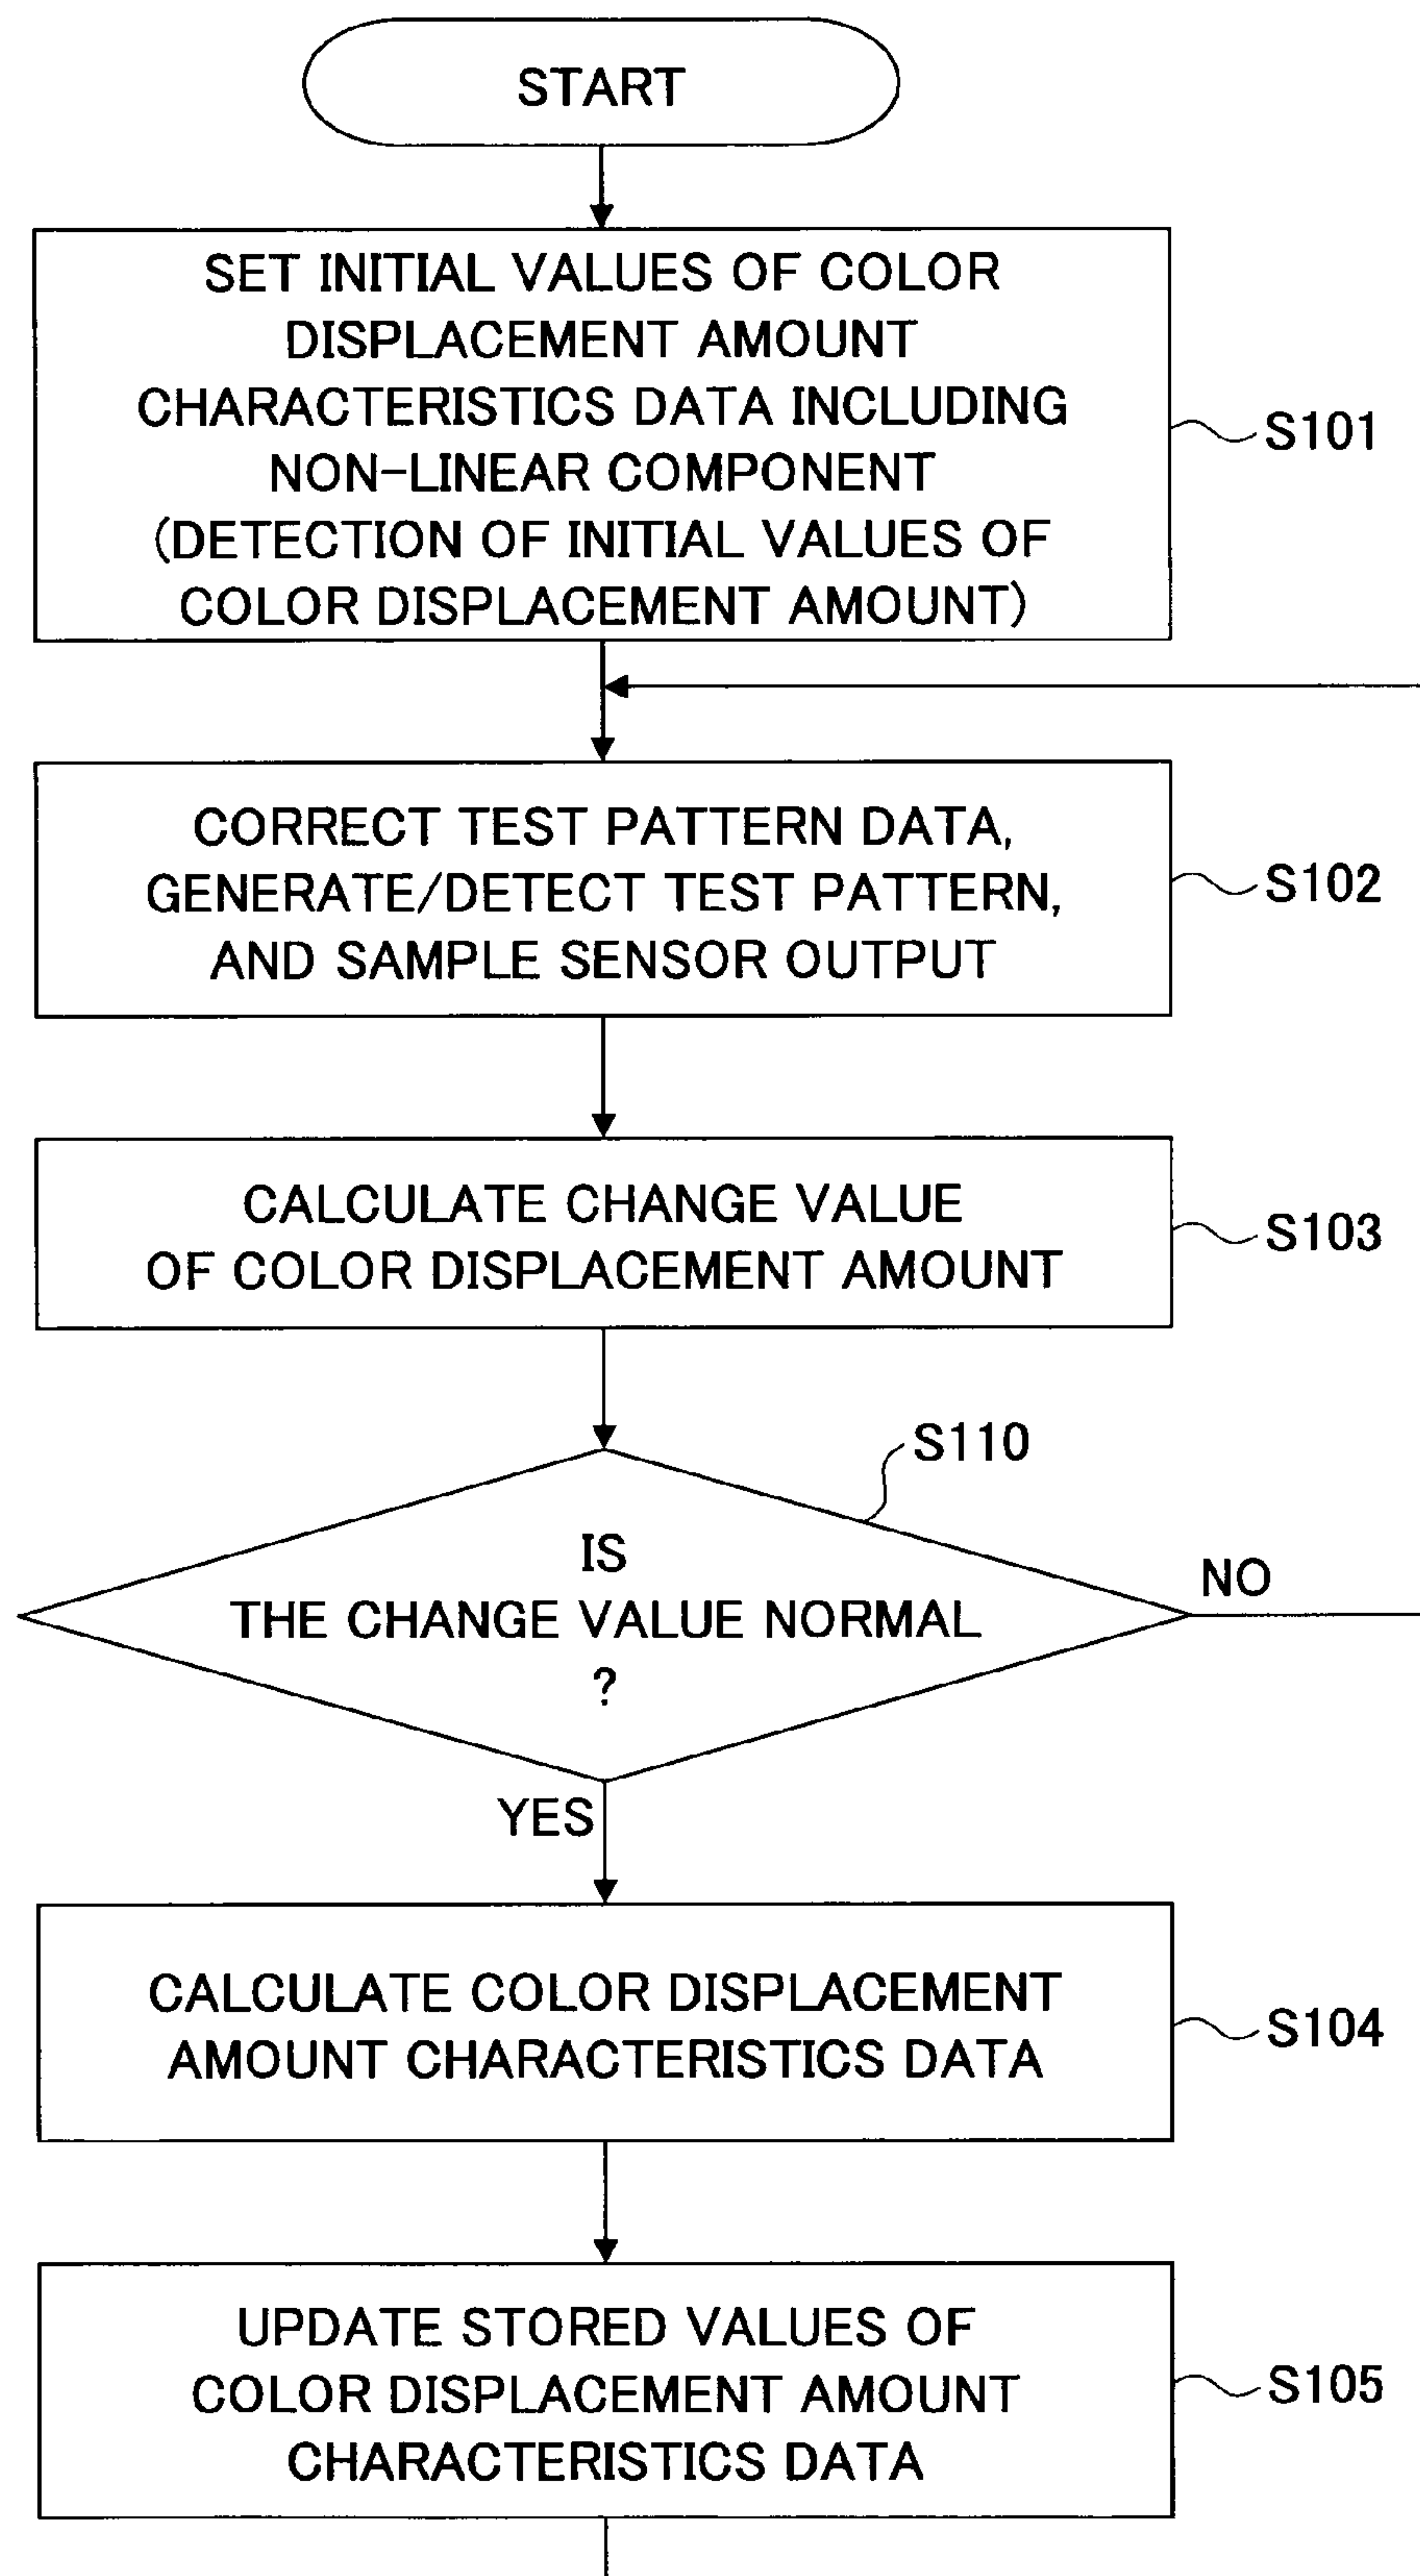 START
SET INITIAL VALUES OF COLOR
DISPLACEMENT AMOUNT
CHARACTERISTICS DATA INCLUDING
NON-LINEAR COMPONENT
(DETECTION OF INITIAL VALUES OF
COLOR DISPLACEMENT AMOUNT)
S101
CORRECT TEST PATTERN DATA,
GENERATE/DETECT TEST PATTERN,
AND SAMPLE SENSOR OUTPUT
S102
CALCULATE CHANGE VALUE
OF COLOR DISPLACEMENT AMOUNT
S103
S110
IS
THE CHANGE VALUE NORMAL
?
NO
YES
CALCULATE COLOR DISPLACEMENT
AMOUNT CHARACTERISTICS DATA
S104
UPDATE STORED VALUES OF
COLOR DISPLACEMENT AMOUNT
CHARACTERISTICS DATA
S105